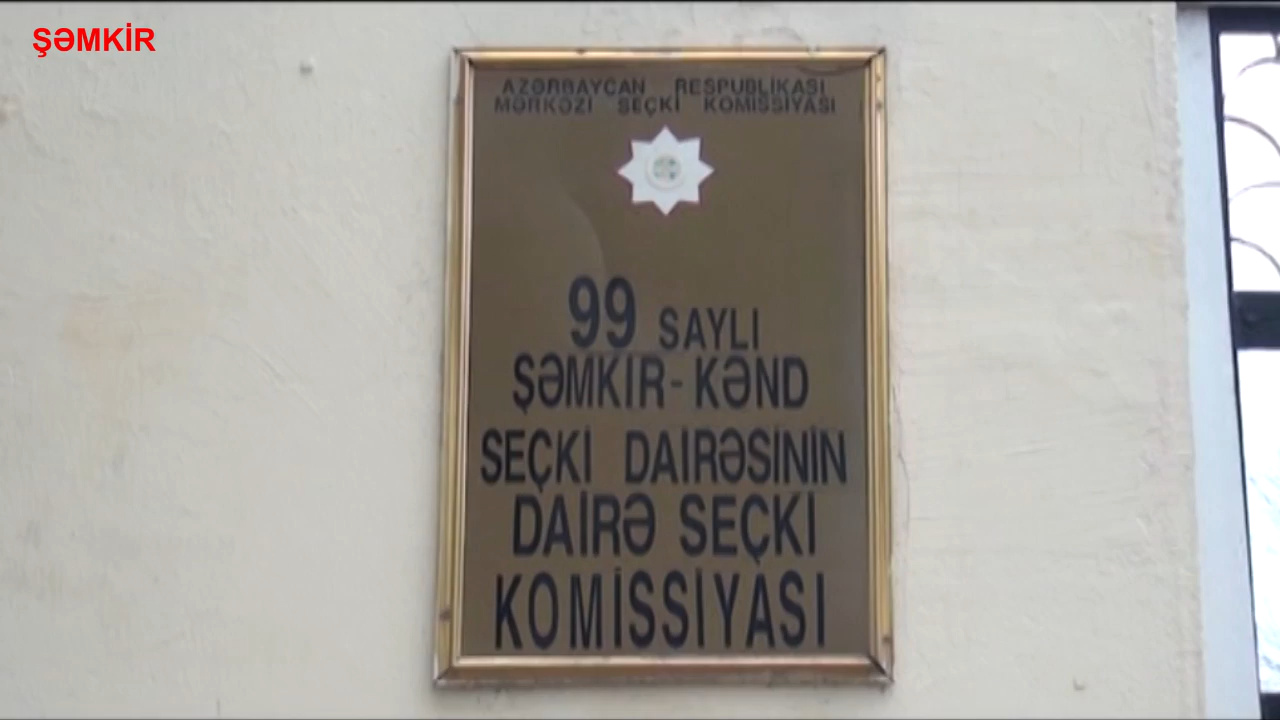 ŞƏMKİR
AZƏRBAYCAN RESPUBLİKASI
MƏRKƏZİ SEÇKİ KOMİSSİYASI
99 SAYLI
ŞƏMKİR-KƏND
SEÇKİ DAİRƏSİNİN
DAİRƏ SEÇKİ
KOMİSSİYASI